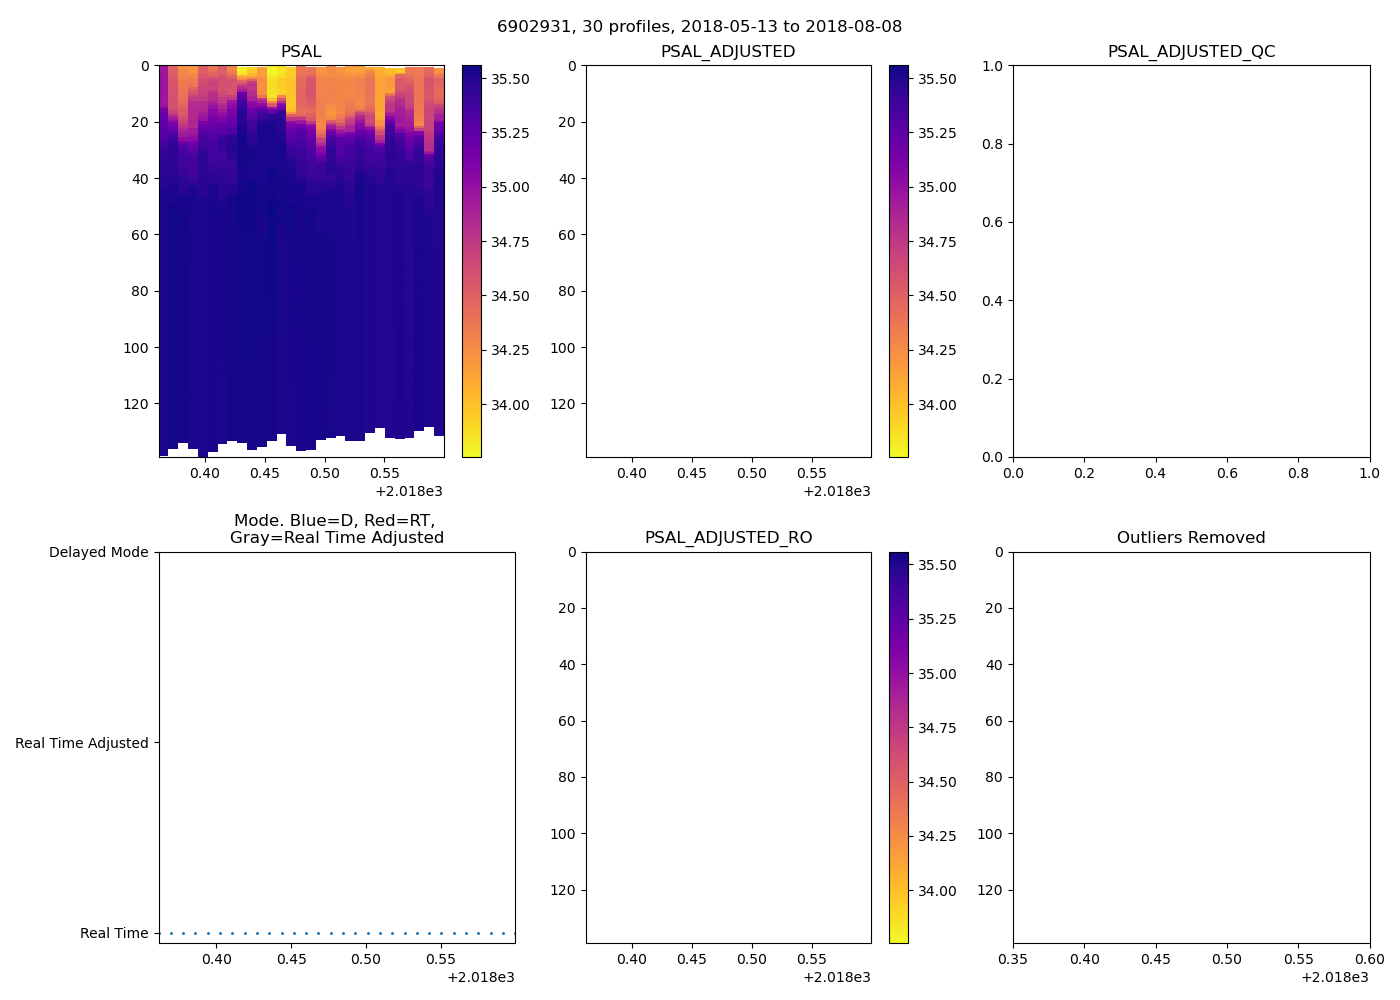 6902931, 30 profiles, 2018-05-13 to 2018-08-08
PSAL
0
20
40
60
80
100
120
0.40 0.45 0.50 0.55
+2.018e3
35.50
35.25
35.00
34.75
34.50
34.25
34.00
PSAL_ADJUSTED
0
20
40
60
80
100
120
0.40 0.45 0.50 0.55
+2.018e3
35.50
35.25
35.00
34.75
34.50
34.25
34.00
PSAL_ADJUSTED_QC
1.0
0.8
0.6
0.4
0.2
0.0
0.0 0.2 0.4 0.6 0.8 1.0
Mode. Blue=D, Red=RT,
Gray=Real Time Adjusted
Delayed Mode
Real Time Adjusted
Real Time
0.40 0.45 0.50 0.55
+2.018e3
PSAL_ADJUSTED_RO
0
20
40
60
80
100
120
0.40 0.45 0.50 0.55
+2.018e3
35.50
35.25
35.00
34.75
34.50
34.25
34.00
Outliers Removed
0
20
40
60
80
100
120
0.35 0.40 0.45 0.50 0.55 0.60
+2.018e3